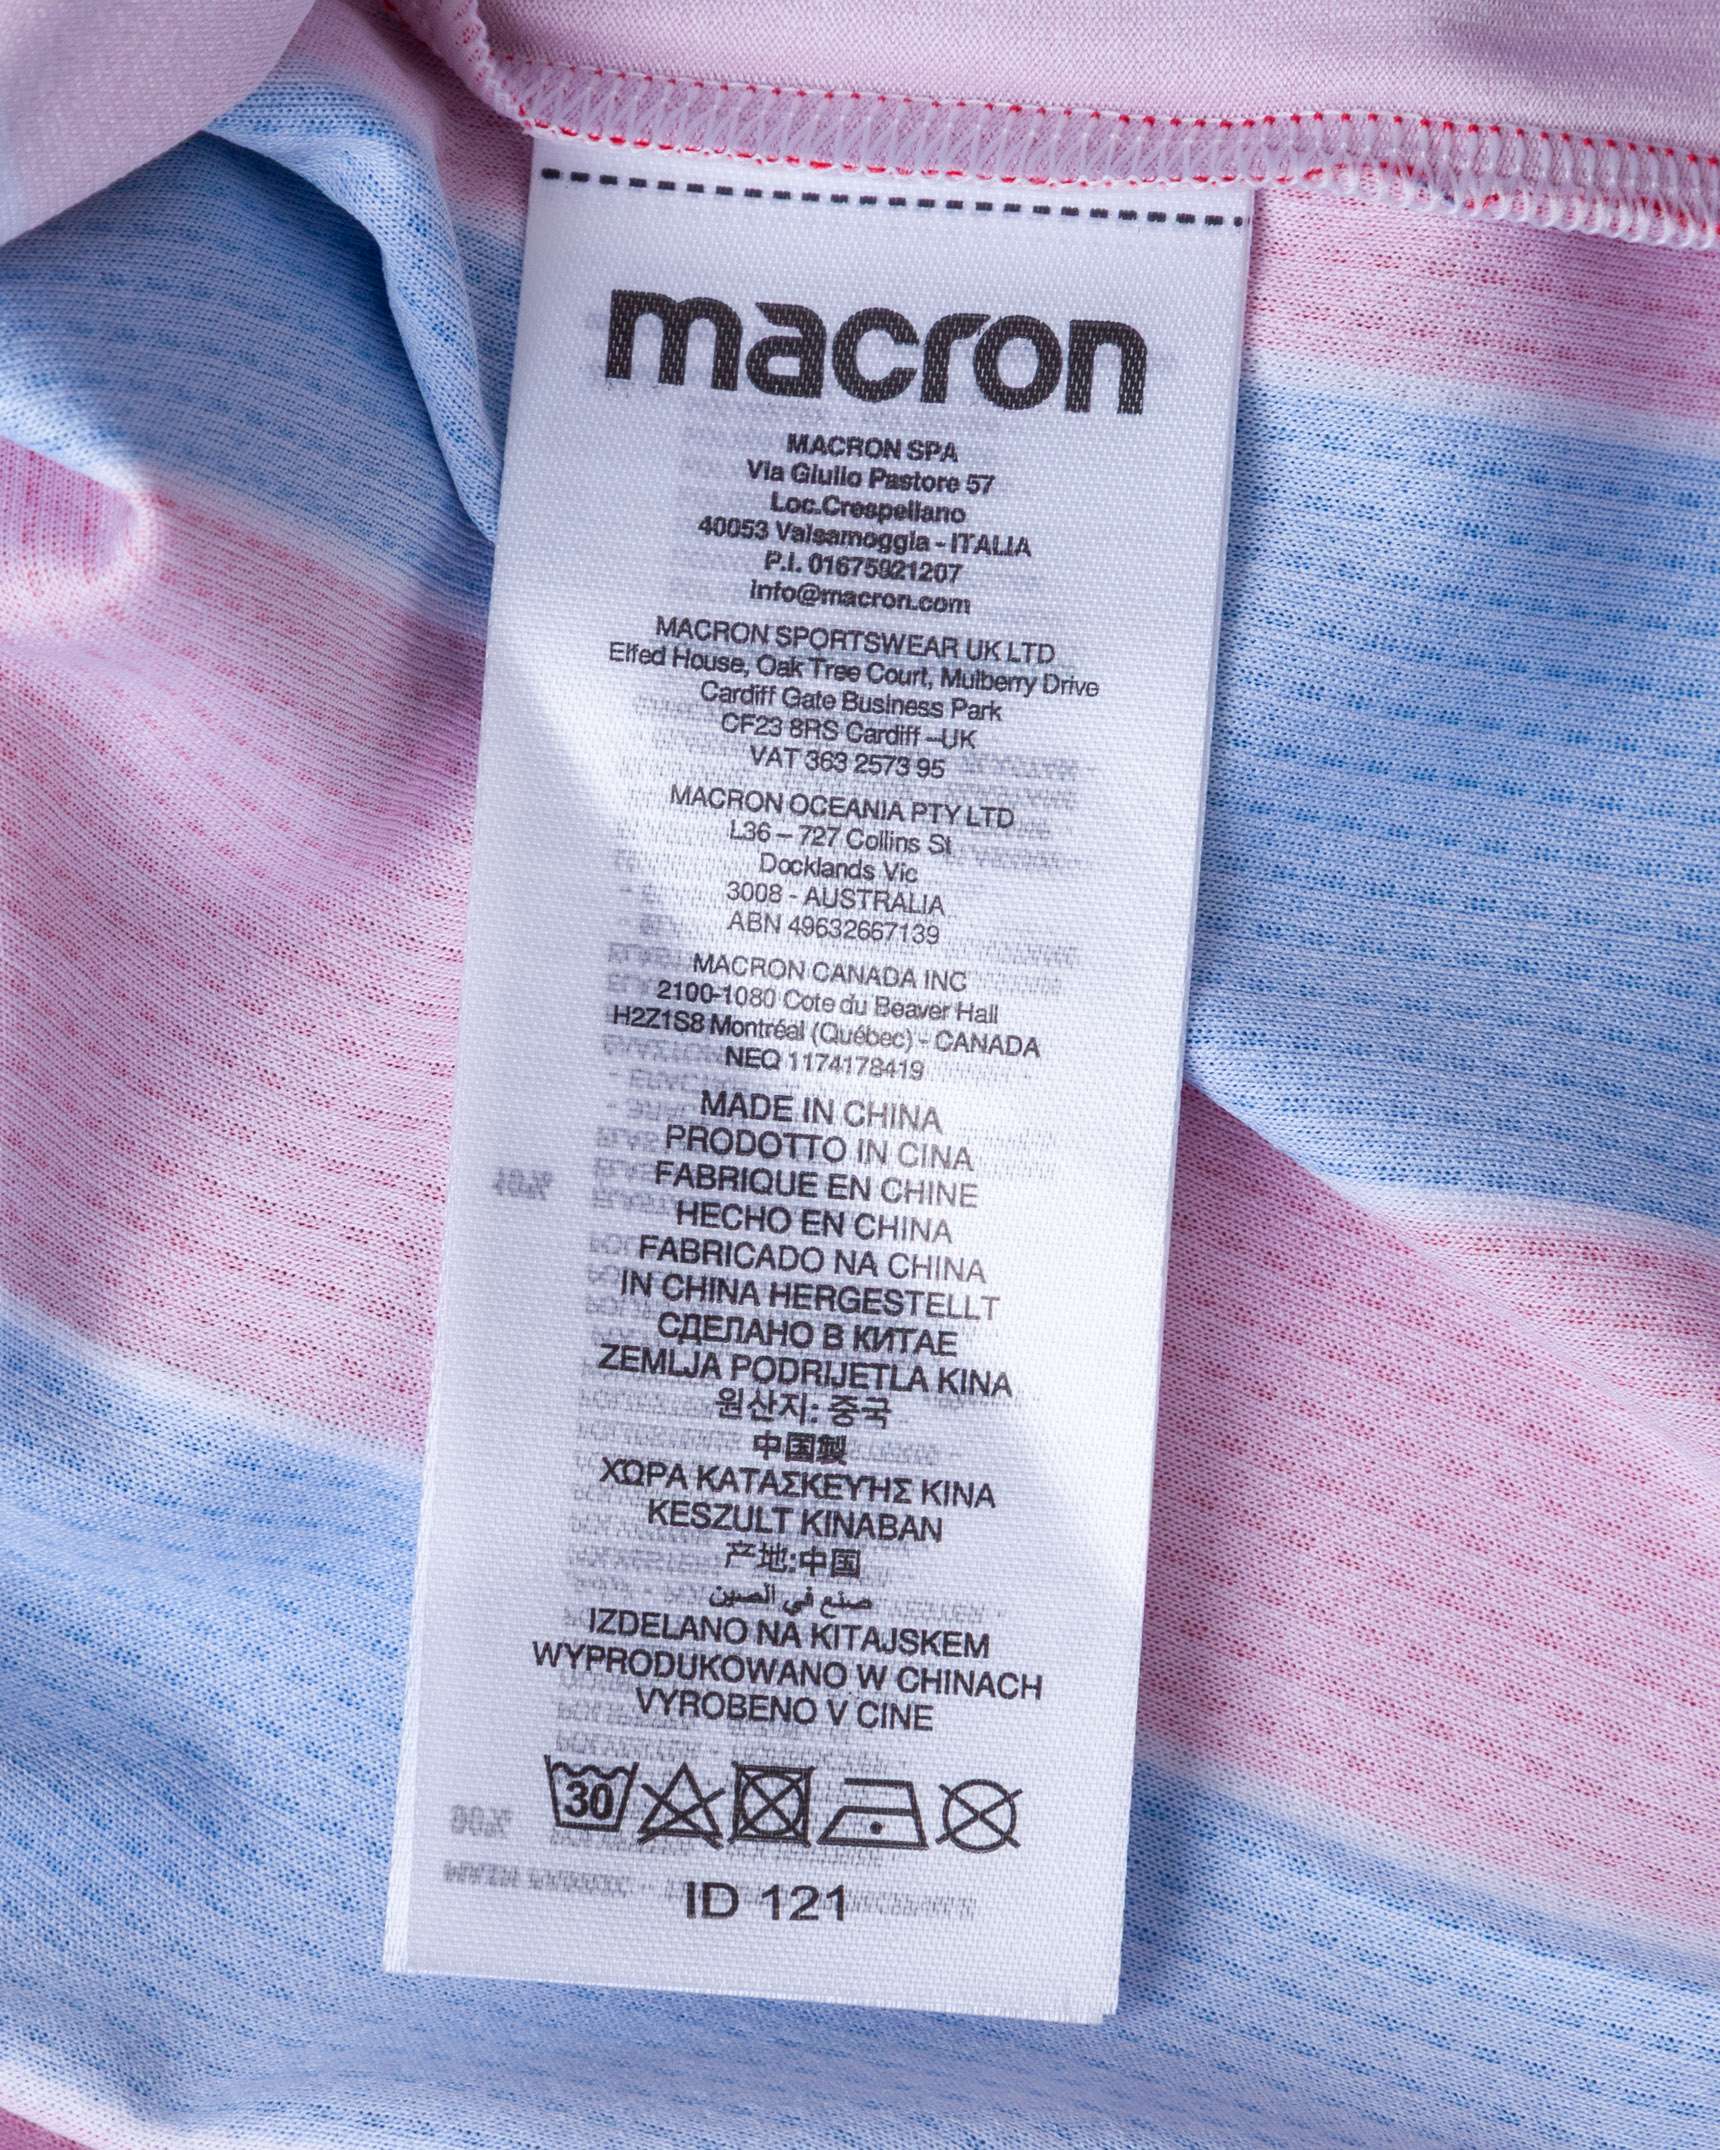 macron
MACRON SPA
Via Giulio Pastore 57
Loc.Crespellano
40053 Valsamoggia - ITALIA
P.I. 01675921207
info@macron.com
MACRON SPORTSWEAR UK LTD
Elfed House, Oak Tree Court, Mulberry Drive
Cardiff Gate Business Park
CF23 8RS Cardiff –UK
VAT 363 2573 95
MACRON OCEANIA PTY LTD
L36 – 727 Collins St
Docklands Vic
3008 - AUSTRALIA
ABN 49632667139
MACRON CANADA INC
2100-1080 Cote du Beaver Hall
H2Z1S8 Montréal (Québec) - CANADA
NEQ 1174178419
MADE IN CHINA
PRODOTTO IN CINA
FABRIQUE EN CHINE
HECHO EN CHINA
FABRICADO NA CHINA
IN CHINA HERGESTELLT
СДЕЛАНО В КИТАЕ
ZEMLJA PODRIJETLA KINA
원산지: 중국
中国製
ΧΩΡΑ ΚΑΤΑΣΚΕΥΉΣ ΚΙΝΑ
KESZULT KINABAN
产地:中国
صنع في الصين
IZDELANO NA KITAJSKEM
WYPRODUKOWANO W CHINACH
VYROBENO V CINE
30
ID 121